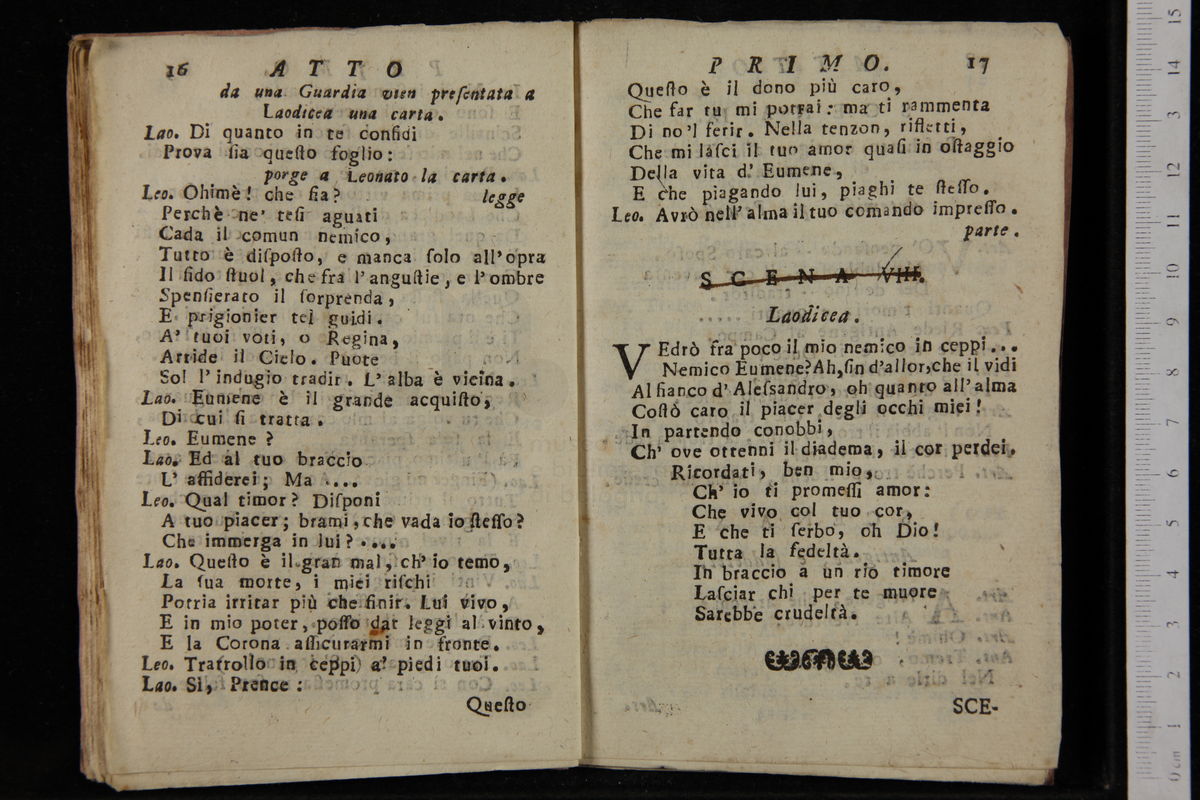 16 ATTO
da una Guardia vien preſentata a
Laodicea una carta.
Lao. Di quanto in te confidi
Prova ſia queſto foglio:
porge a Leonato la carta.
Leo. Ohimè! che ſia? legge
Perchè ne' teſi aguati
Cada il comun nemico,
Tutto è diſpoſto, e manca ſolo all'opra
Il fido ſtuol, che fra l'anguſtie, e l'ombre
Spenſierato il ſorprenda,
E prigionier tel guidi.
A' tuoi voti, o Regina,
Arride il Cielo. Puote
Sol l'indugio tradir. L'alba è vicina.
Lao. Eumene è il grande acquiſto,
Di cui ſi tratta.
Leo. Eumene?
Lao. Ed al tuo braccio
L' affiderei; Ma ....
Leo. Qual timor? Diſponi
A tuo piacer; brami, che vada io ſteſſo?
Che immerga in lui? ....
Lao. Queſto è il gran mal, ch' io temo,
La ſua morte, i miei riſchi
Potria irritar più che finir. Lui vivo,
E in mio poter, poſſo dar leggi al vinto,
E la Corona aſſicurarmi in fronte.
Leo. Trarrollo in ceppi a' piedi tuoi.
Lao. Sì, Prence:
Queſto
PRIMO. 17
Queſto è il dono più caro,
Che far tu mi potrai: ma ti rammenta
Di no'l ferir. Nella tenzon, rifletti,
Che mi laſci il tuo amor quaſi in oſtaggio
Della vita d' Eumene,
E che piagando lui, piaghi te ſteſſo.
Leo. Avrò nell' alma il tuo comando impreſſo.
parte.
SCENA VIII.
Laodicea.
VEdrò fra poco il mio nemico in ceppi...
Nemico Eumene? Ah, fin d'allor, che il vidi
Al fianco d' Aleſsandro, oh quanto all' alma
Coſtò caro il piacer degli occhi miei!
In partendo conobbi,
Ch' ove ottenni il diadema, il cor perdei.
Ricordati, ben mio,
Ch' io ti promeſſi amor:
Che vivo col tuo cor,
E che ti ſerbo, oh Dio!
Tutta la fedeltà.
In braccio a un rio timore
Laſciar chi per te muore
Sarebbe crudeltà.
SCE-